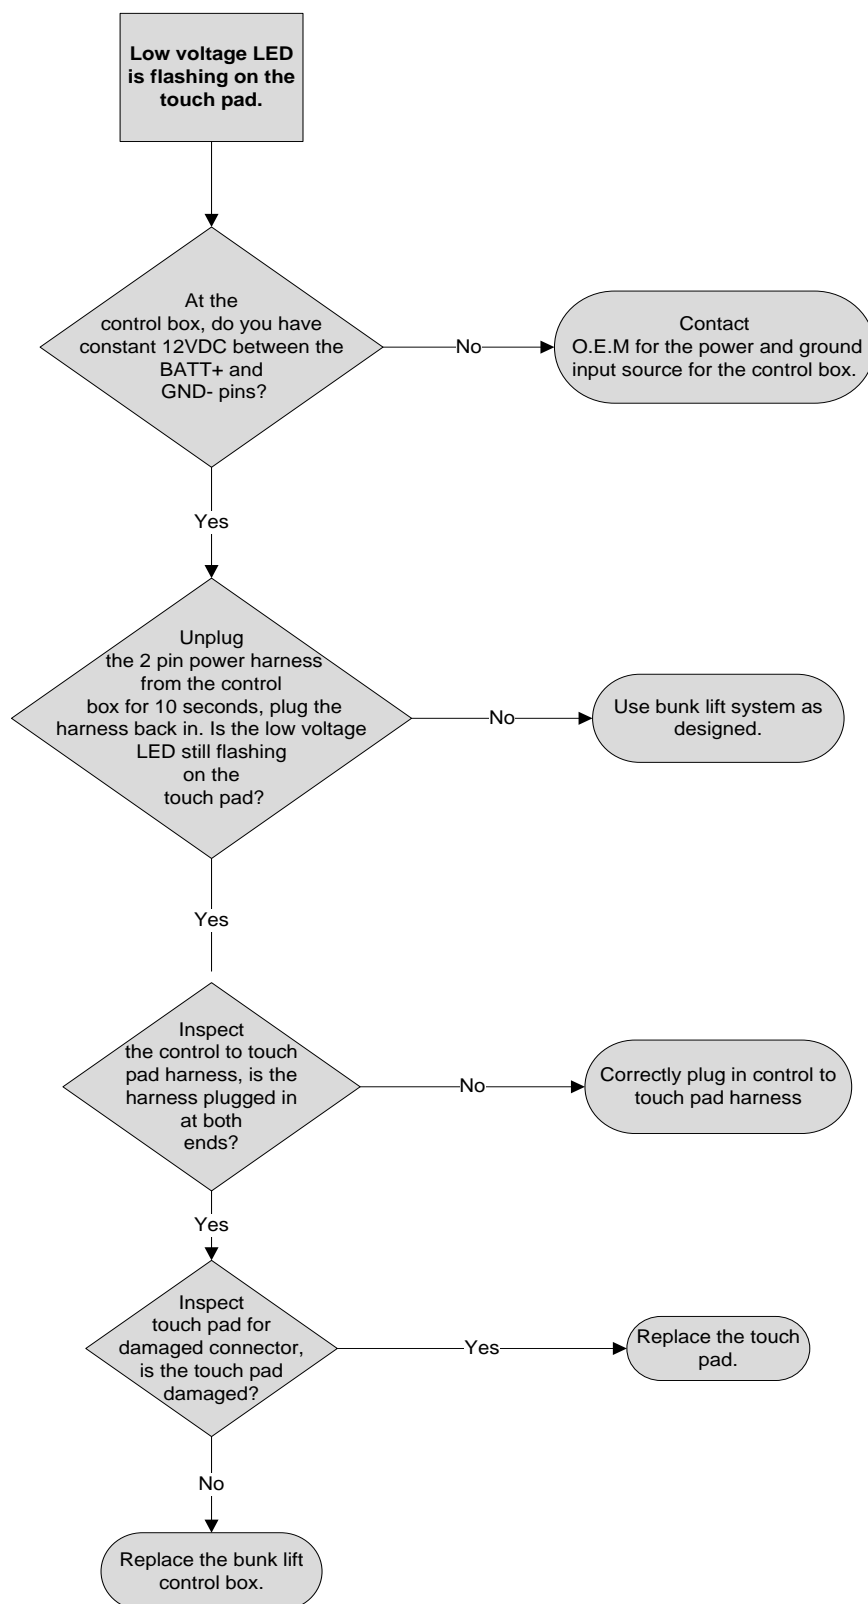 Low voltage LED
is flashing on the
touch pad.
At the
control box, do you have
constant 12VDC between the
BATT+ and
GND- pins?
No
Contact
O.E.M for the power and ground
input source for the control box.
Yes
Unplug
the 2 pin power harness
from the control
box for 10 seconds, plug the
harness back in. Is the low voltage
LED still flashing
on the
touch pad?
No
Use bunk lift system as
designed.
Yes
Inspect
the control to touch
pad harness, is the
harness plugged in
at both
ends?
No
Correctly plug in control to
touch pad harness
Yes
Inspect
touch pad for
damaged connector,
is the touch pad
damaged?
Yes
Replace the touch
pad.
No
Replace the bunk lift
control box.